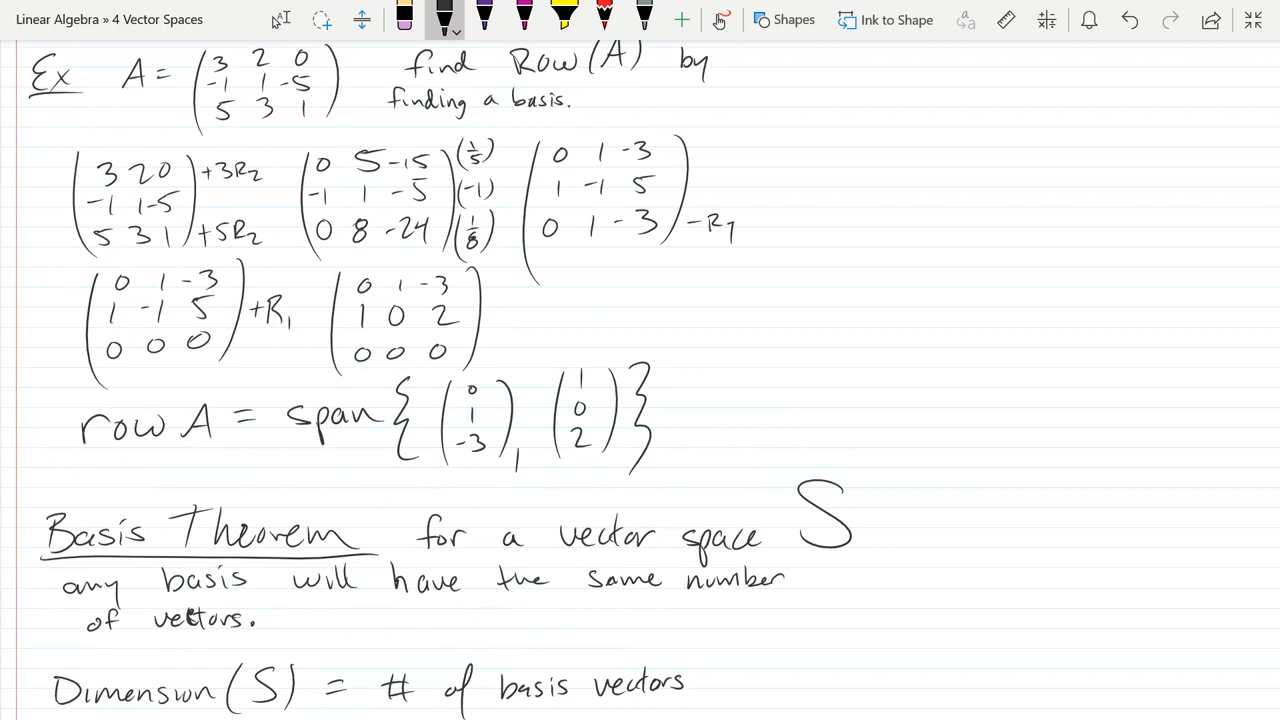 Linear Algebra » 4 Vector Spaces
Shapes
Ink to Shape
Ex A = (3 2 0
-1 1 -5
5 3 1) find Row(A) by
finding a basis.
(3 2 0 +3R2 (0 5 -15 (1/5) (0 1 -3
-1 1 -5 -1 1 -5 (-1) 1 -1 5
5 3 1) +5R2 0 8 -24) (1/8) 0 1 -3) -R1
(0 1 -3 (0 1 -3
1 -1 5 +R1 1 0 2
0 0 0) 0 0 0)
row A = span { (0 1 -3), (1 0 2) }
Basis Theorem for a vector space S
any basis will have the same number
of vectors.
Dimension(S) = # of basis vectors